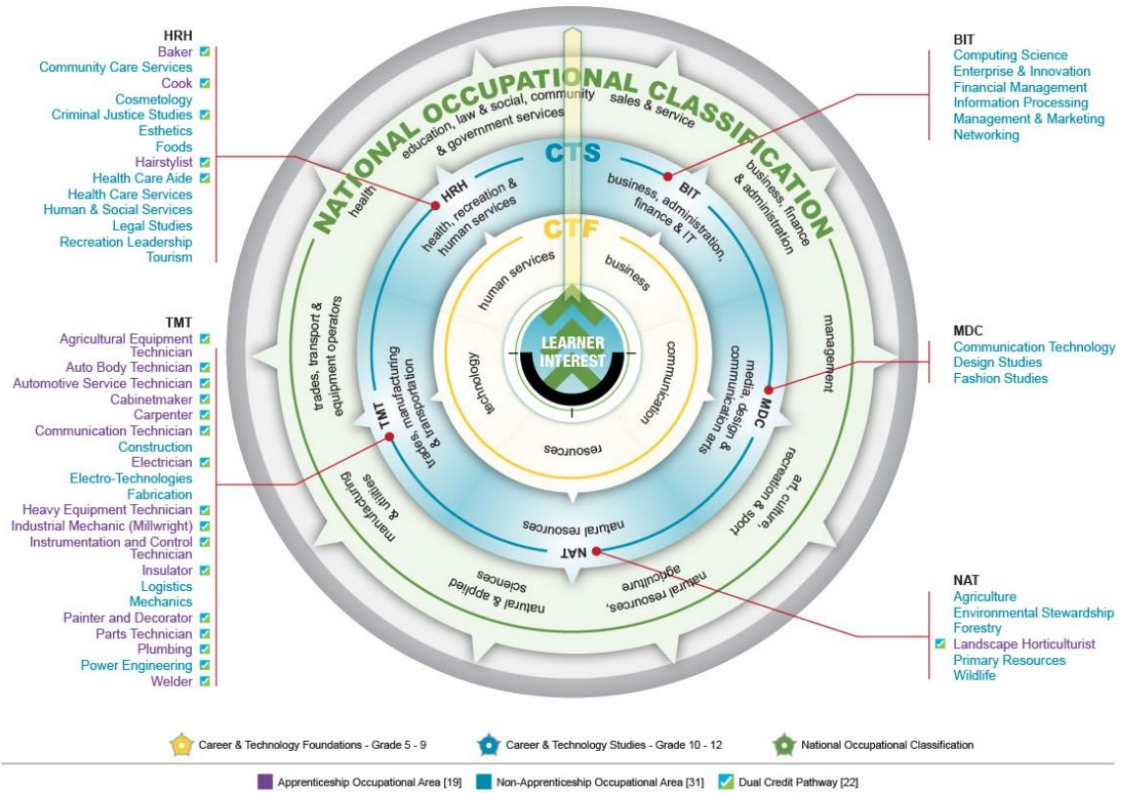 HRH
Baker
Community Care Services
Cook
Cosmetology
Criminal Justice Studies
Esthetics
Foods
Hairstylist
Health Care Aide
Health Care Services
Human & Social Services
Legal Studies
Recreation Leadership
Tourism
TMT
Agricultural Equipment
Technician
Auto Body Technician
Automotive Service Technician
Cabinetmaker
Carpenter
Communication Technician
Construction
Electrician
Electro-Technologies
Fabrication
Heavy Equipment Technician
Industrial Mechanic (Millwright)
Instrumentation and Control
Technician
Insulator
Logistics
Mechanics
Painter and Decorator
Parts Technician
Plumbing
Power Engineering
Welder
NATIONAL OCCUPATIONAL CLASSIFICATION
health
education, law & social, community
& government services
sales & service
business, finance
& administration
management
art, culture,
recreation & sport
natural resources,
agriculture
natural & applied
sciences
manufacturing
& utilities
trades, transport &
equipment operators
CTS
HRH
health, recreation &
human services
BIT
business, administration,
finance & IT
MDC
media, design &
communication arts
NAT
natural resources
TMT
trades, manufacturing
& transportation
CTF
human services
business
communication
resources
technology
LEARNER
INTEREST
BIT
Computing Science
Enterprise & Innovation
Financial Management
Information Processing
Management & Marketing
Networking
MDC
Communication Technology
Design Studies
Fashion Studies
NAT
Agriculture
Environmental Stewardship
Forestry
Landscape Horticulturist
Primary Resources
Wildlife
Career & Technology Foundations - Grade 5 - 9
Career & Technology Studies - Grade 10 - 12
National Occupational Classification
Apprenticeship Occupational Area [19]
Non-Apprenticeship Occupational Area [31]
Dual Credit Pathway [22]